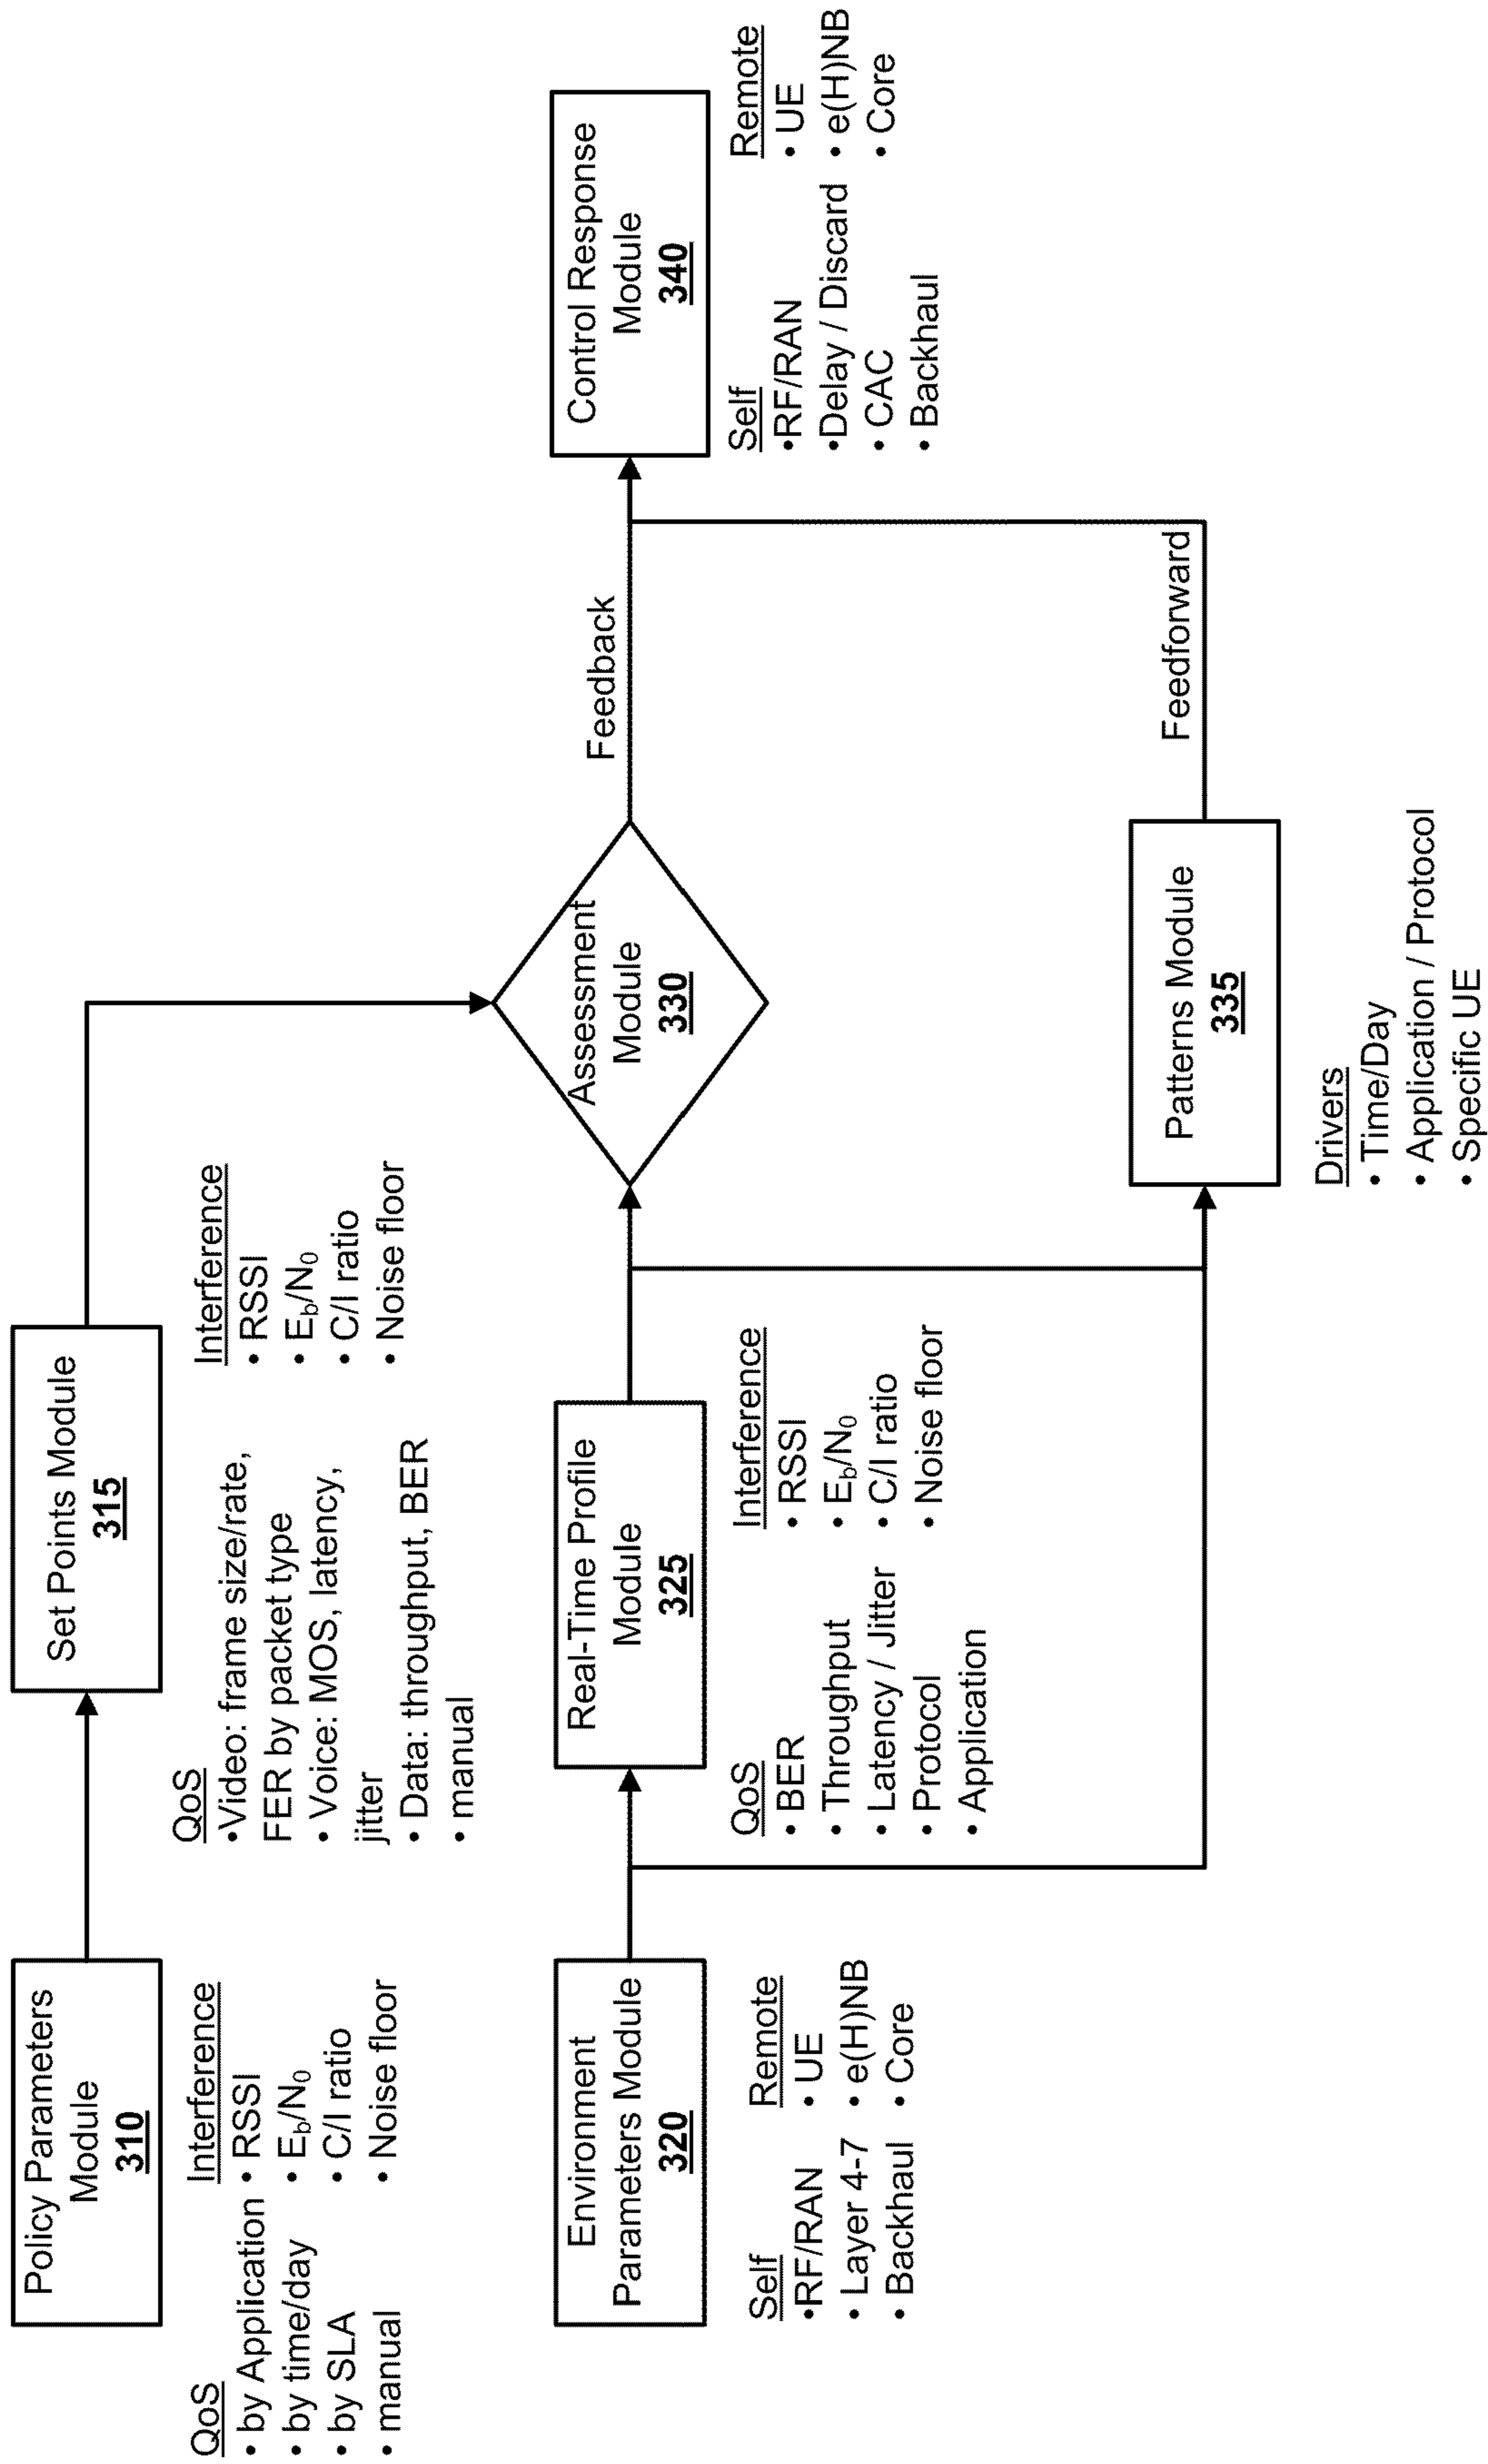 Policy Parameters
Module
310
QoS
• by Application
• by time/day
• by SLA
• manual
Interference
• RSSI
• Eb/N0
• C/I ratio
• Noise floor
Set Points Module
315
QoS
•Video: frame size/rate,
FER by packet type
• Voice: MOS, latency,
jitter
• Data: throughput, BER
• manual
Interference
• RSSI
• Eb/N0
• C/I ratio
• Noise floor
Environment
Parameters Module
320
Self
•RF/RAN
• Layer 4-7
• Backhaul
Remote
• UE
• e(H)NB
• Core
Real-Time Profile
Module
325
QoS
• BER
• Throughput
• Latency / Jitter
• Protocol
• Application
Interference
• RSSI
• Eb/N0
• C/I ratio
• Noise floor
Assessment
Module
330
Feedback
Control Response
Module
340
Self
•RF/RAN
•Delay / Discard
• CAC
• Backhaul
Remote
• UE
• e(H)NB
• Core
Patterns Module
335
Drivers
• Time/Day
• Application / Protocol
• Specific UE
Feedforward